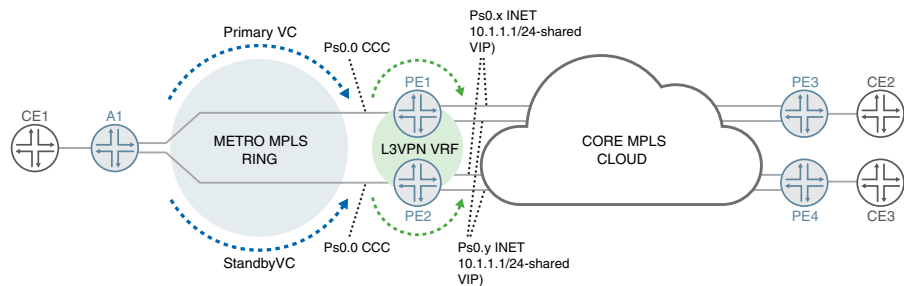 Primary VC
Ps0.0 CCC
Ps0.x INET
10.1.1.1/24-shared
VIP)
CE1
A1
METRO MPLS
RING
PE1
L3VPN VRF
PE2
CORE MPLS
CLOUD
PE3
CE2
PE4
CE3
StandbyVC
Ps0.0 CCC
Ps0.y INET
10.1.1.1/24-shared
VIP)